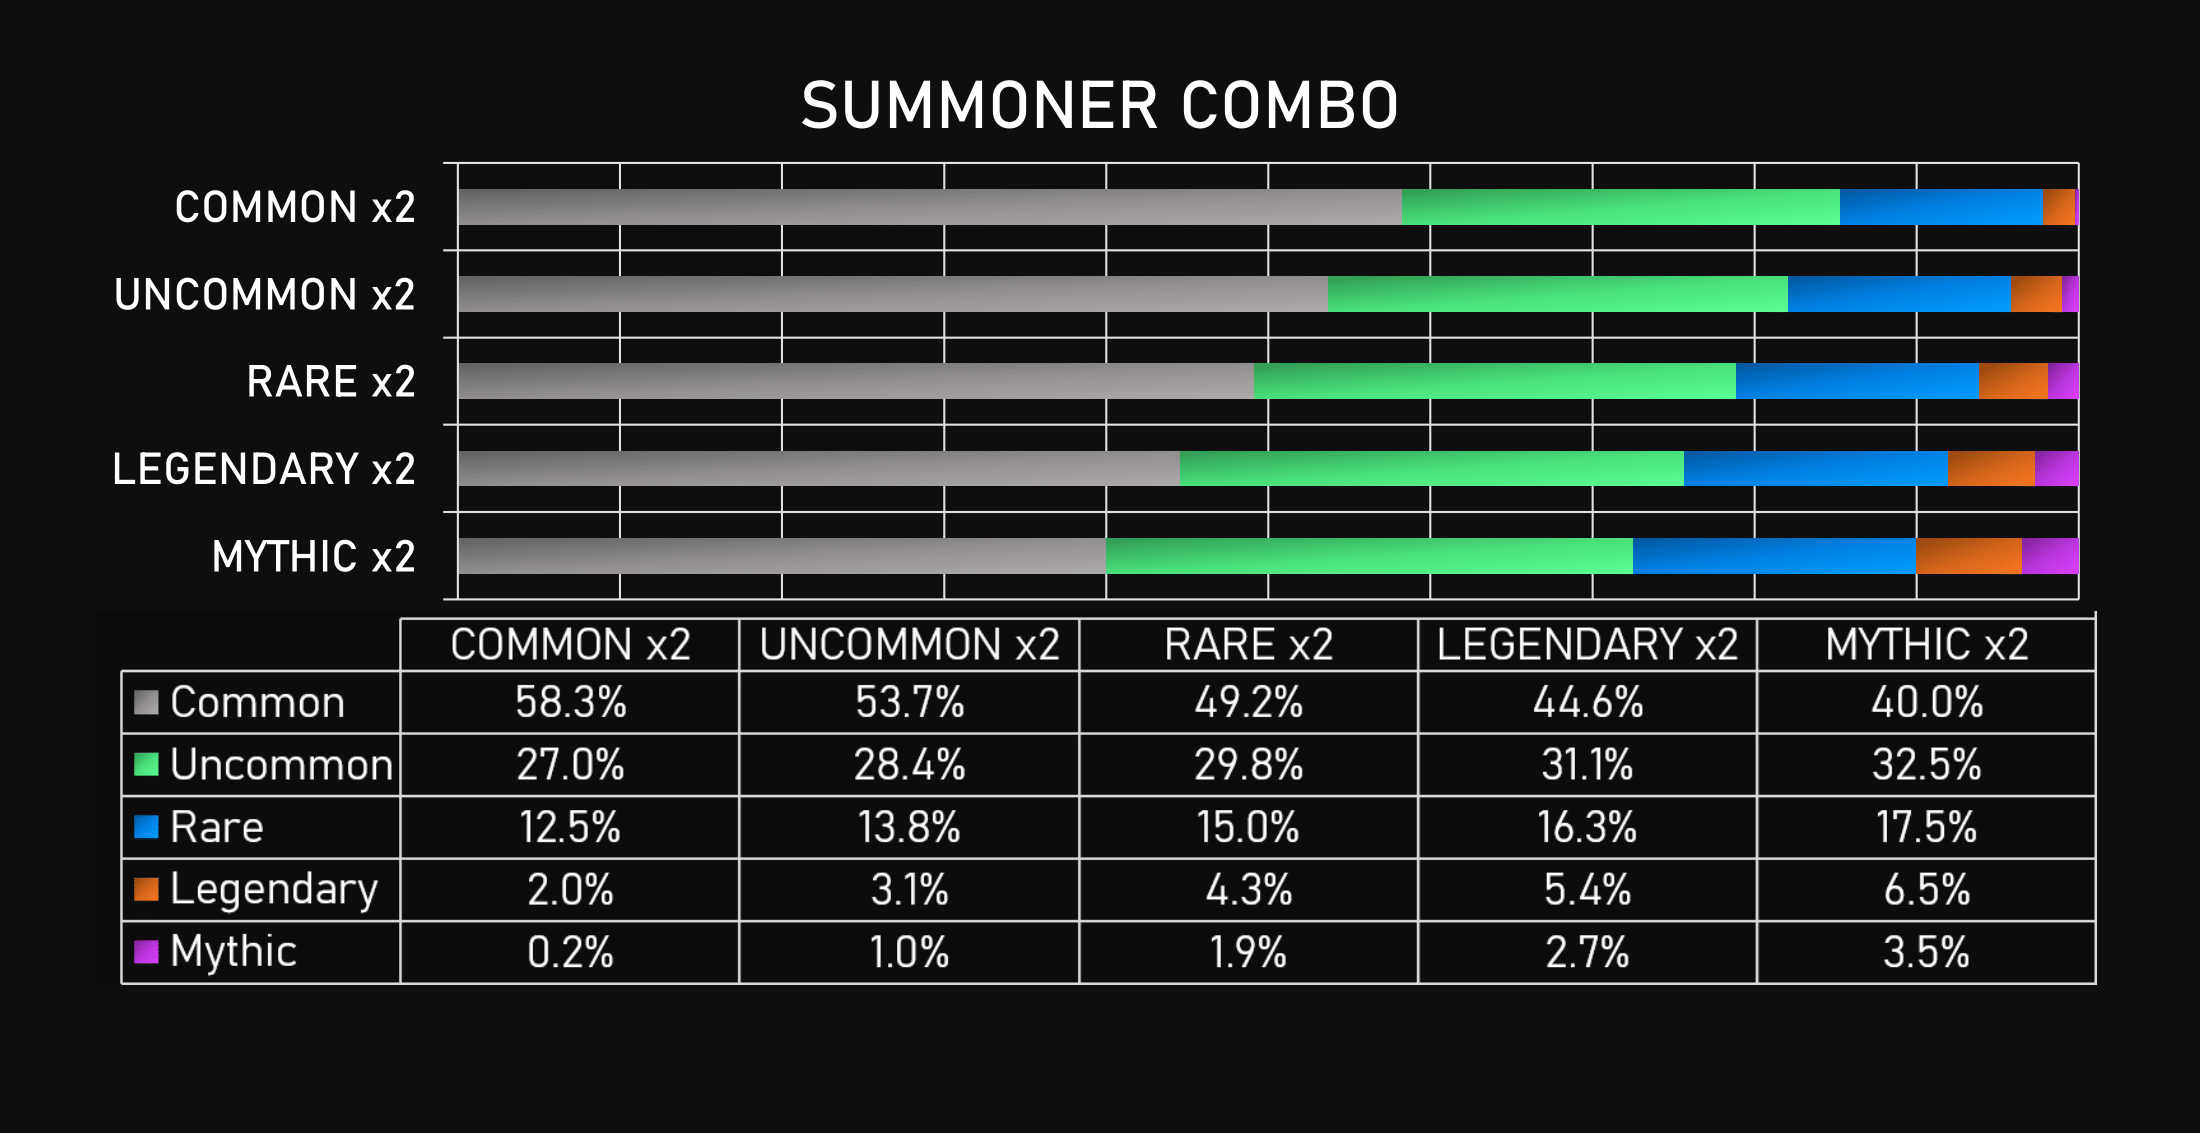 SUMMONER COMBO
COMMON x2
UNCOMMON x2
RARE x2
LEGENDARY x2
MYTHIC x2
COMMON x2 UNCOMMON x2 RARE x2 LEGENDARY x2 MYTHIC x2
Common 58.3% 53.7% 49.2% 44.6% 40.0%
Uncommon 27.0% 28.4% 29.8% 31.1% 32.5%
Rare 12.5% 13.8% 15.0% 16.3% 17.5%
Legendary 2.0% 3.1% 4.3% 5.4% 6.5%
Mythic 0.2% 1.0% 1.9% 2.7% 3.5%